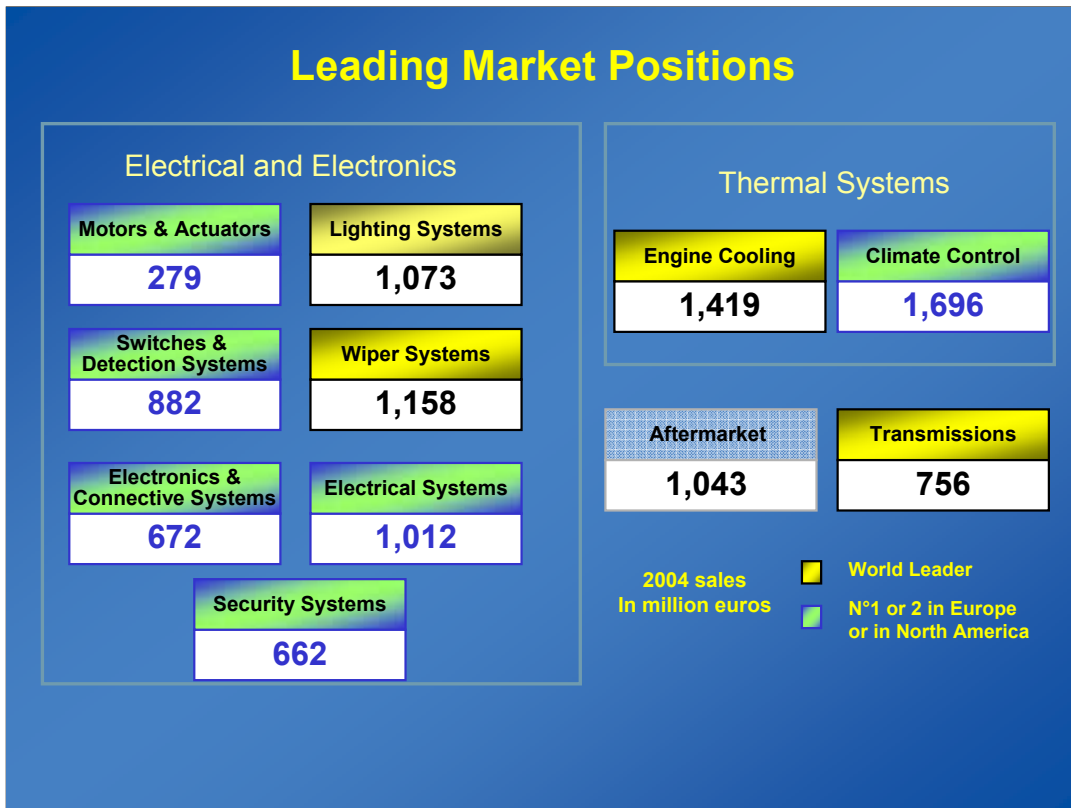 Leading Market Positions
Electrical and Electronics
Motors & Actuators
279
Lighting Systems
1,073
Switches &
Detection Systems
882
Wiper Systems
1,158
Electronics &
Connective Systems
672
Electrical Systems
1,012
Security Systems
662
Thermal Systems
Engine Cooling
1,419
Climate Control
1,696
Aftermarket
1,043
Transmissions
756
2004 sales
In million euros
World Leader
N°1 or 2 in Europe
or in North America